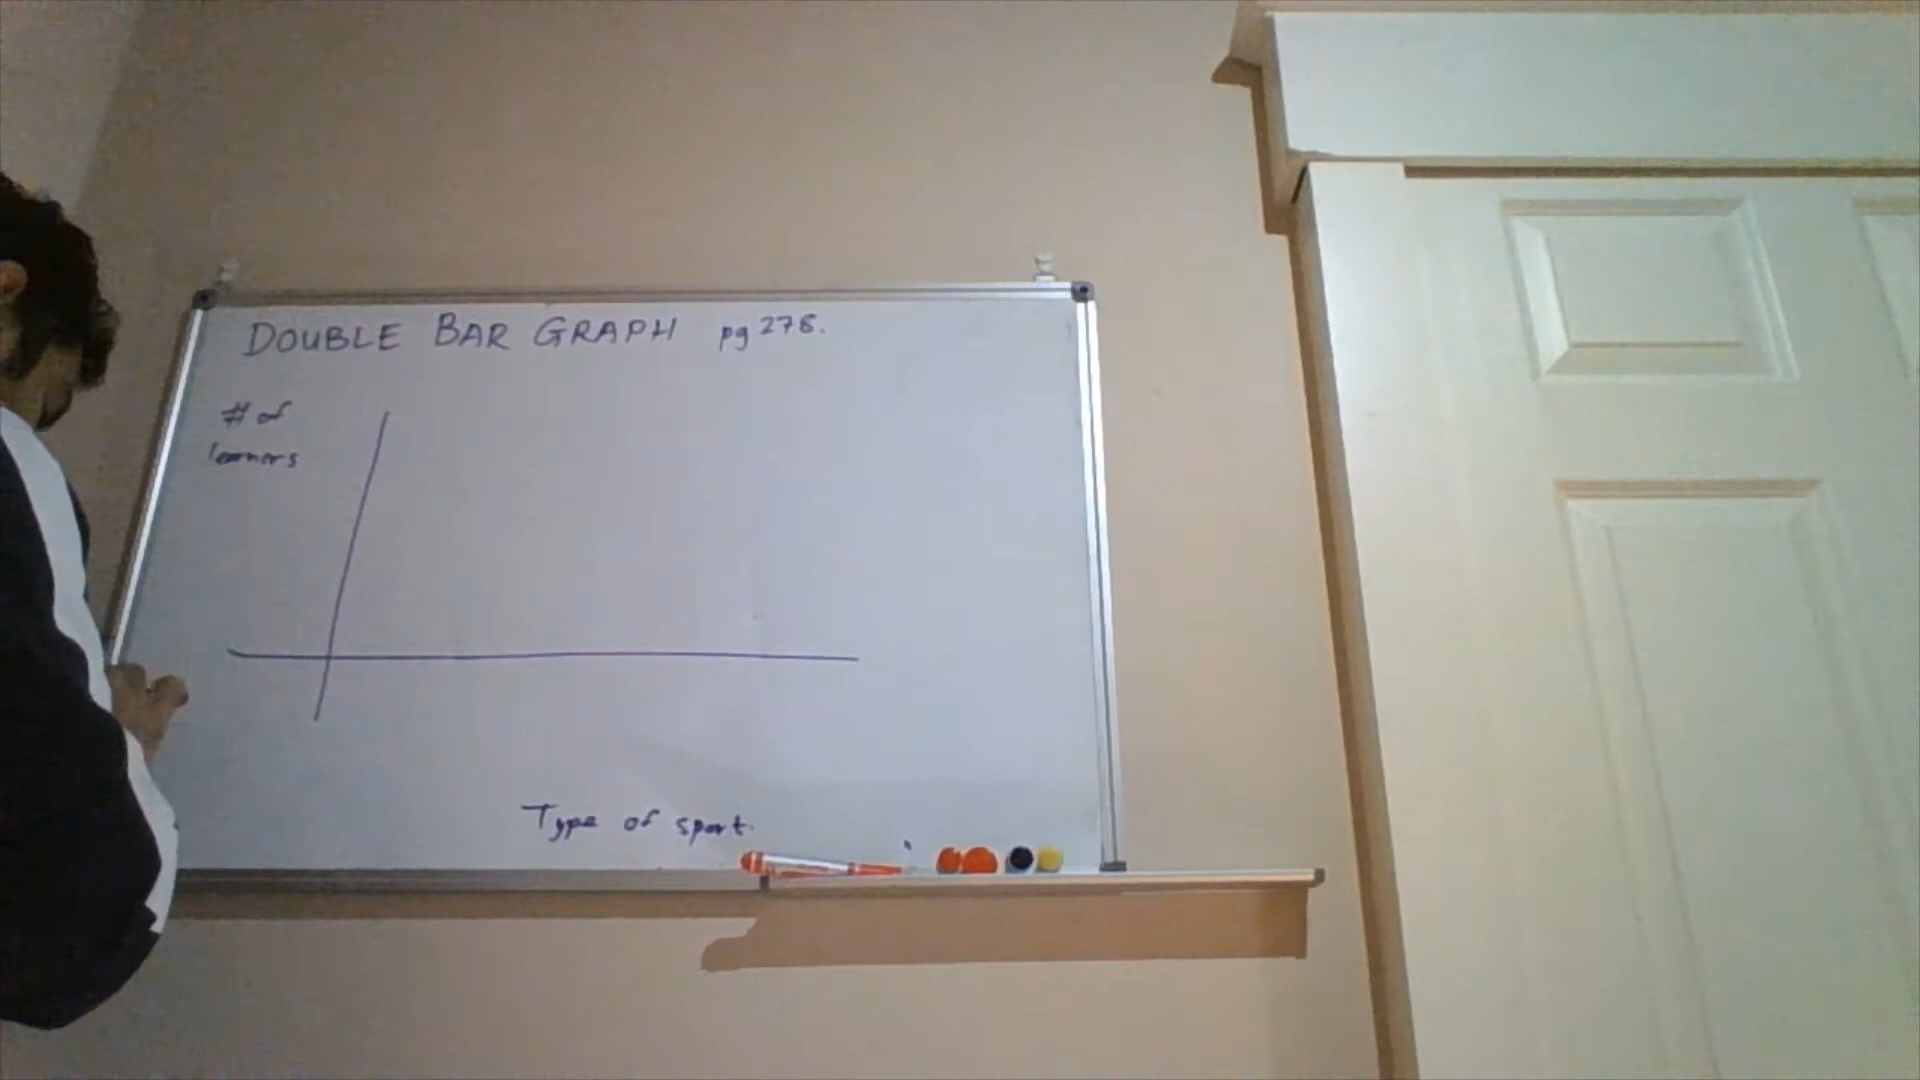 DOUBLE BAR GRAPH pg 278.
# of
learners
Type of sport.